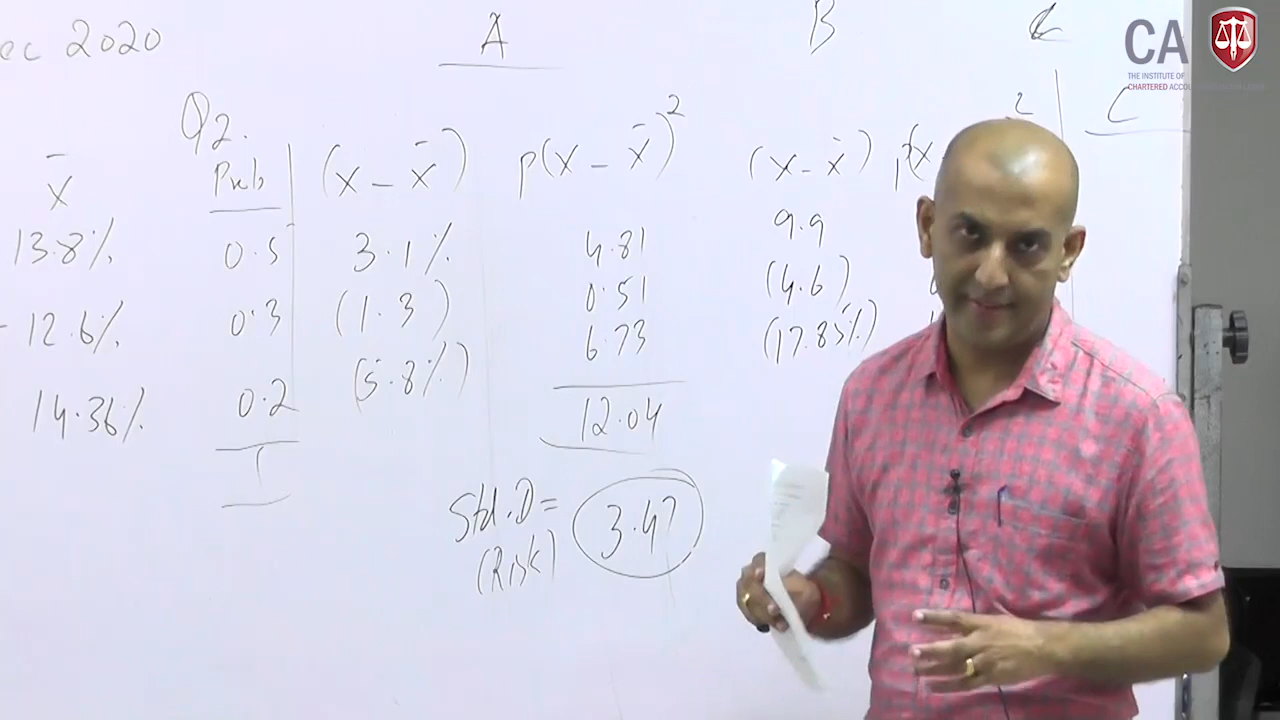 ec 2020 A B C
CA
THE INSTITUTE OF
CHARTERED
Q2. C
x̄ Prob (x - x̄) p(x - x̄)² (x - x̄) p(x 2
13.8% 0.5 3.1% 4.81 9.9
12.6% 0.3 (1.3) 0.51 (4.6)
14.36% 0.2 (5.8%) 6.73 (17.85%)
1 12.04
Std.D = 3.47
(Risk)